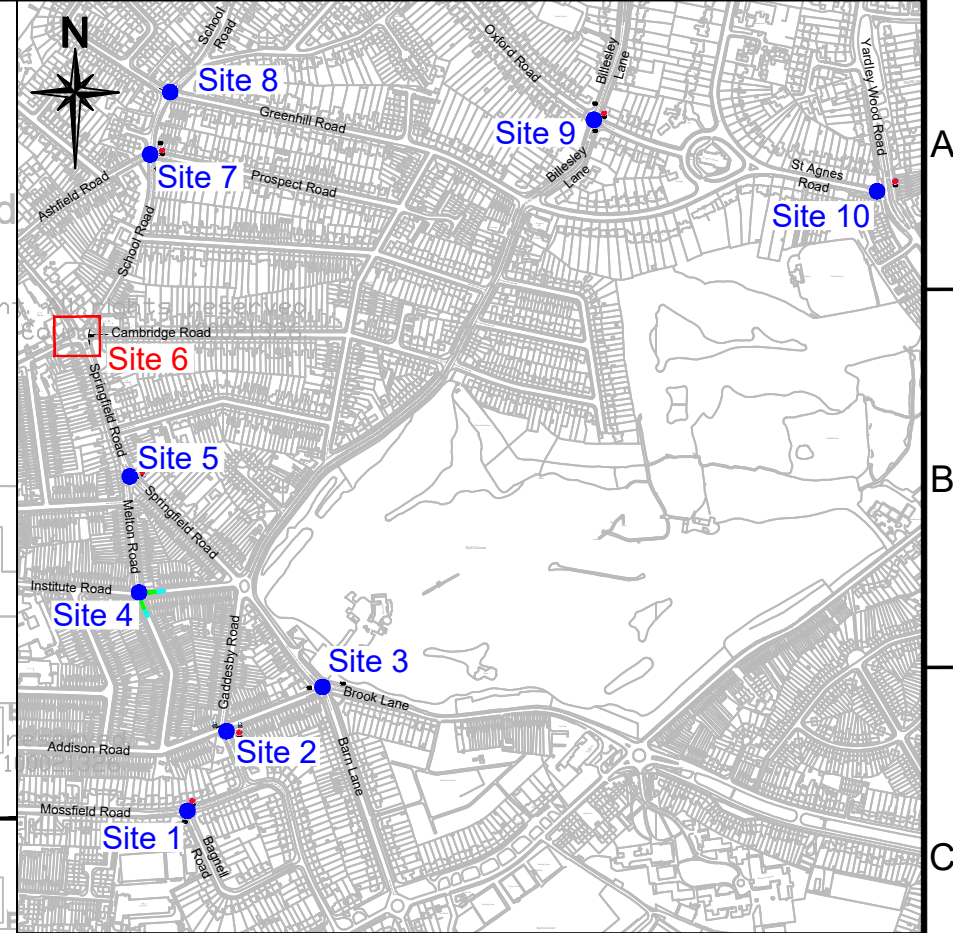 N
School
Road
Site 8
Greenhill Road
Oxford Road
Billesley
Lane
Site 9
Billesley
Lane
Yardley Wood Road
A
Site 7
Prospect Road
Ashfield Road
St Agnes
Road
Site 10
School Road
rights reserved
Cambridge Road
Site 6
Springfield Road
Site 5
Springfield Road
B
Melton Road
Institute Road
Site 4
Gaddesby Road
Site 3
Brook Lane
Addison Road
Site 2
Barn Lane
Mossfield Road
Site 1
Bagnell
Road
C